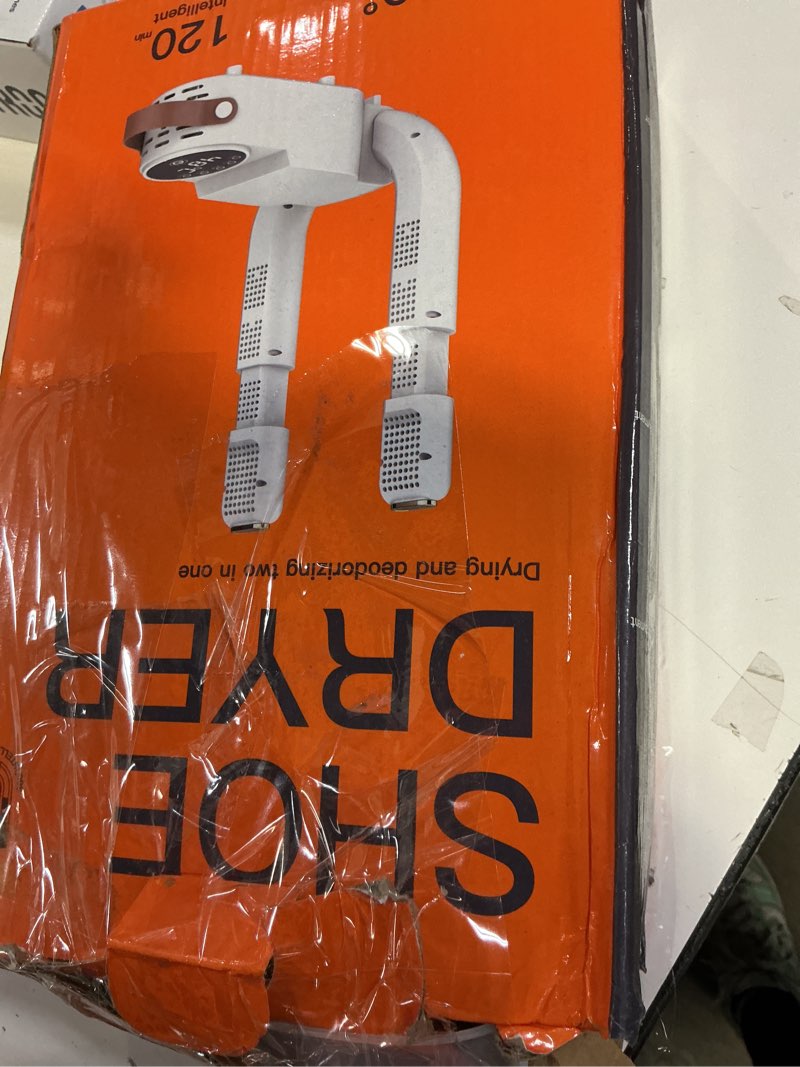 SHOE
DRYER
Drying and deodorizing two in one
120 min
Intelligent